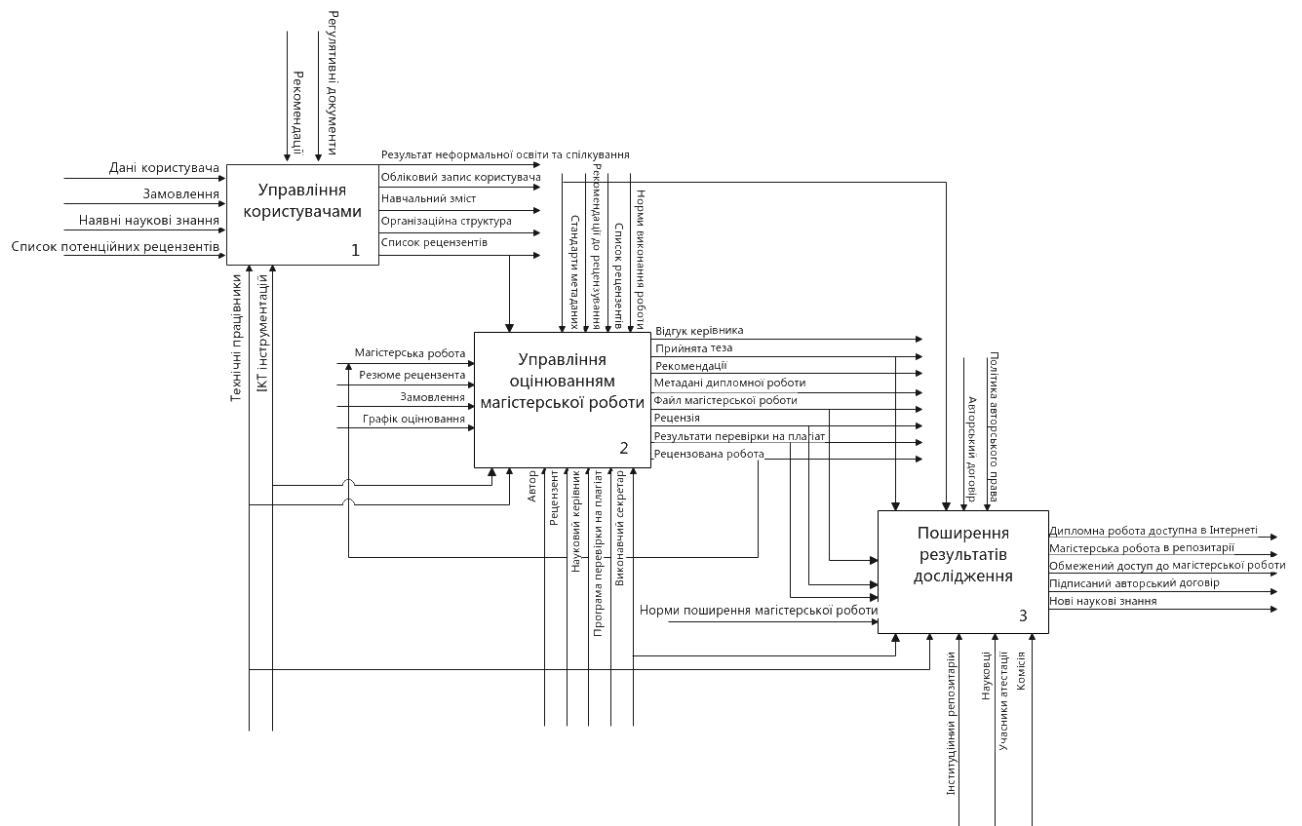 Рекомендації
Регулятивні документи
Дані користувача
Замовлення
Наявні наукові знання
Список потенційних рецензентів
Управління
користувачами
1
Результат неформальної освіти та спілкування
Обліковий запис користувача
Навчальний зміст
Організаційна структура
Список рецензентів
Технічні працівники
ІКТ інструментацій
Стандарти метаданих
Рекомендації до рецензування
Список рецензентів
Норми виконання роботи
Магістерська робота
Резюме рецензента
Замовлення
Графік оцінювання
Управління
оцінюванням
магістерської роботи
2
Відгук керівника
Прийнята теза
Рекомендації
Метадані дипломної роботи
Файл магістерської роботи
Рецензія
Результати перевірки на плагіат
Рецензована робота
Автор
Рецензент
Науковий керівник
Програма перевірки на плагіат
Виконавчий секретар
Авторський договір
Політика авторського права
Норми поширення магістерської роботи
Поширення
результатів
дослідження
3
Дипломна робота доступна в Інтернеті
Магістерська робота в репозитарії
Обмежений доступ до магістерської роботи
Підписаний авторський договір
Нові наукові знання
Інституційний репозитарій
Науковці
Учасники атестації
Комісія